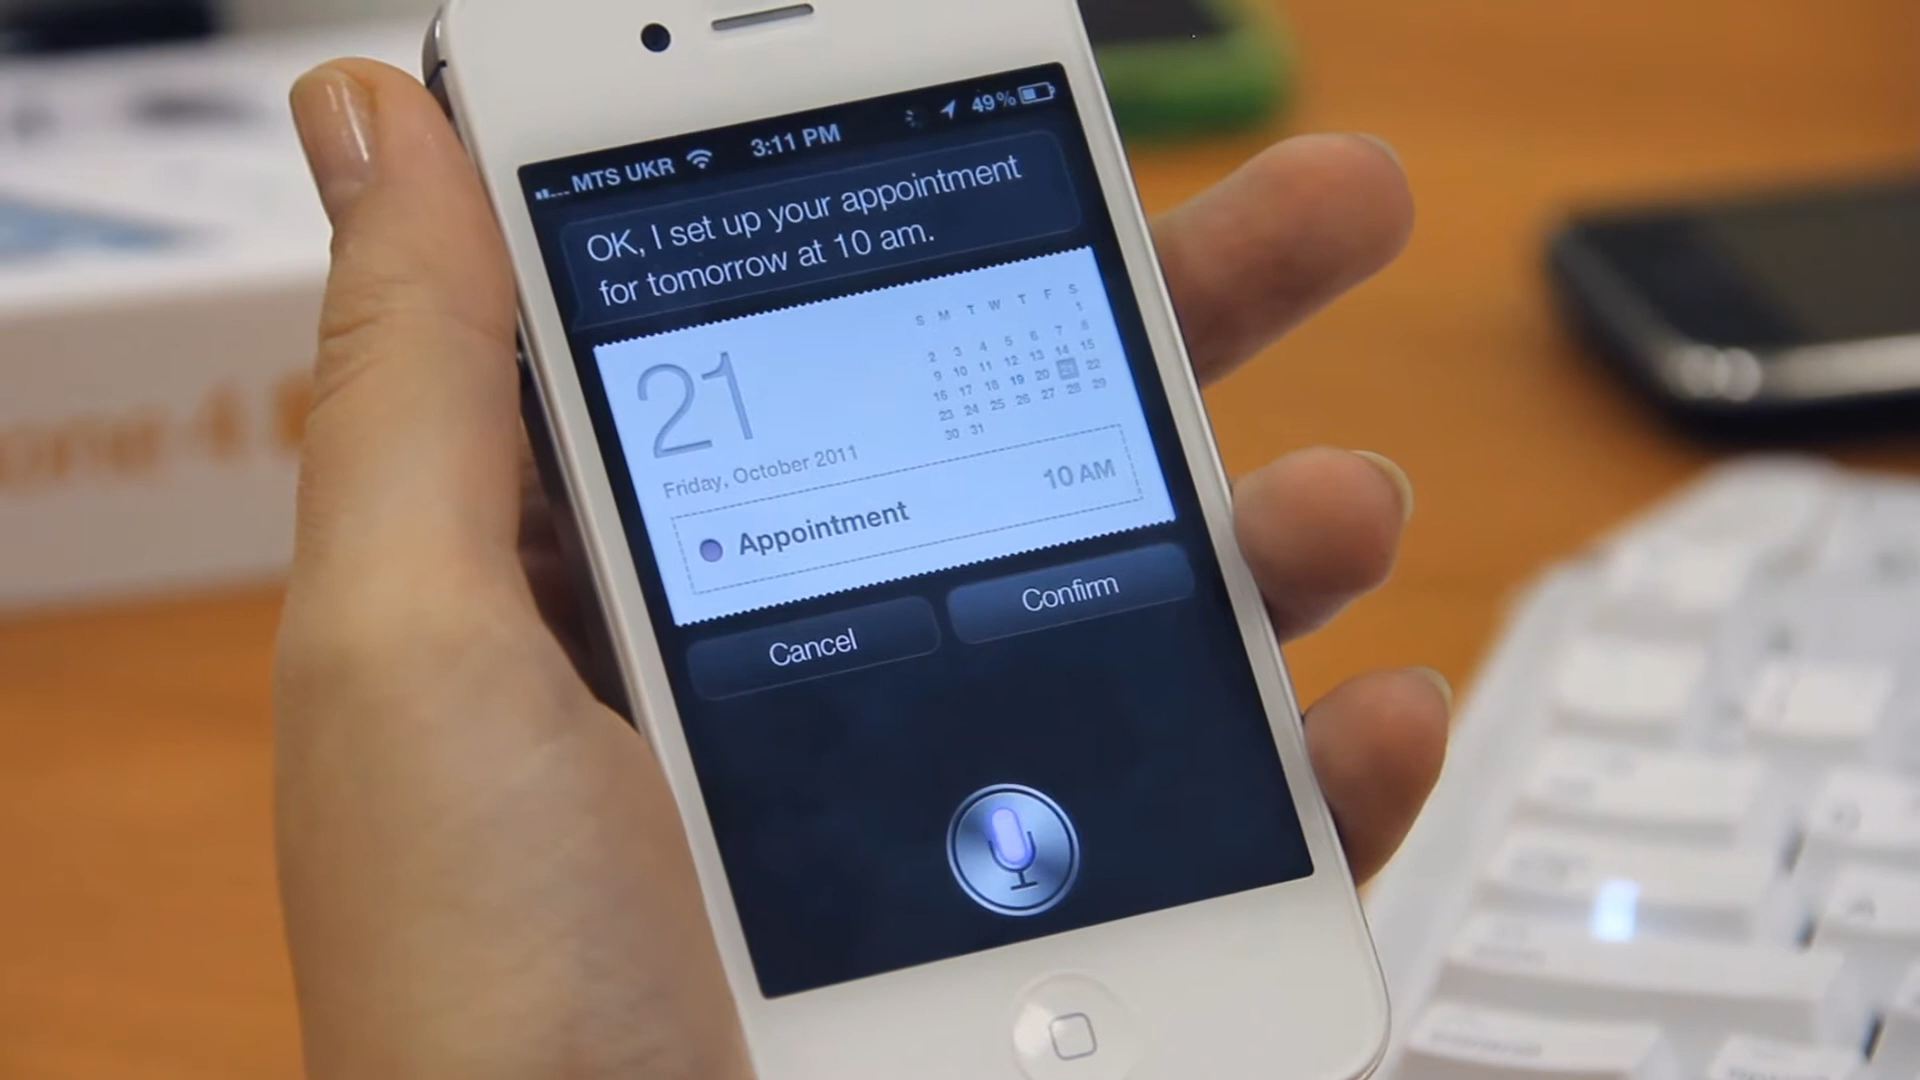 MTS UKR 3:11 PM 49%
OK, I set up your appointment
for tomorrow at 10 am.
21
Friday, October 2011
S M T W T F S
1
2 3 4 5 6 7 8
9 10 11 12 13 14 15
16 17 18 19 20 21 22
23 24 25 26 27 28 29
30 31
Appointment 10 AM
Cancel Confirm